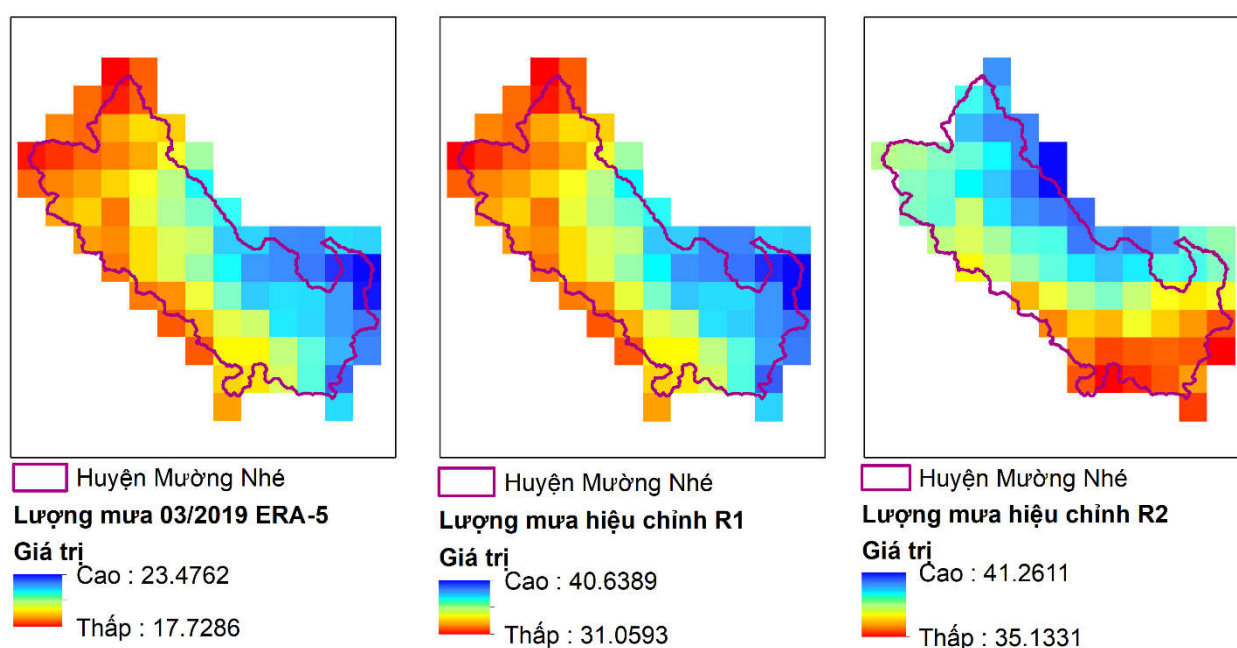 Huyện Mường Nhé
Lượng mưa 03/2019 ERA-5
Giá trị
Cao : 23.4762
Thấp : 17.7286
Huyện Mường Nhé
Lượng mưa hiệu chỉnh R1
Giá trị
Cao : 40.6389
Thấp : 31.0593
Huyện Mường Nhé
Lượng mưa hiệu chỉnh R2
Giá trị
Cao : 41.2611
Thấp : 35.1331